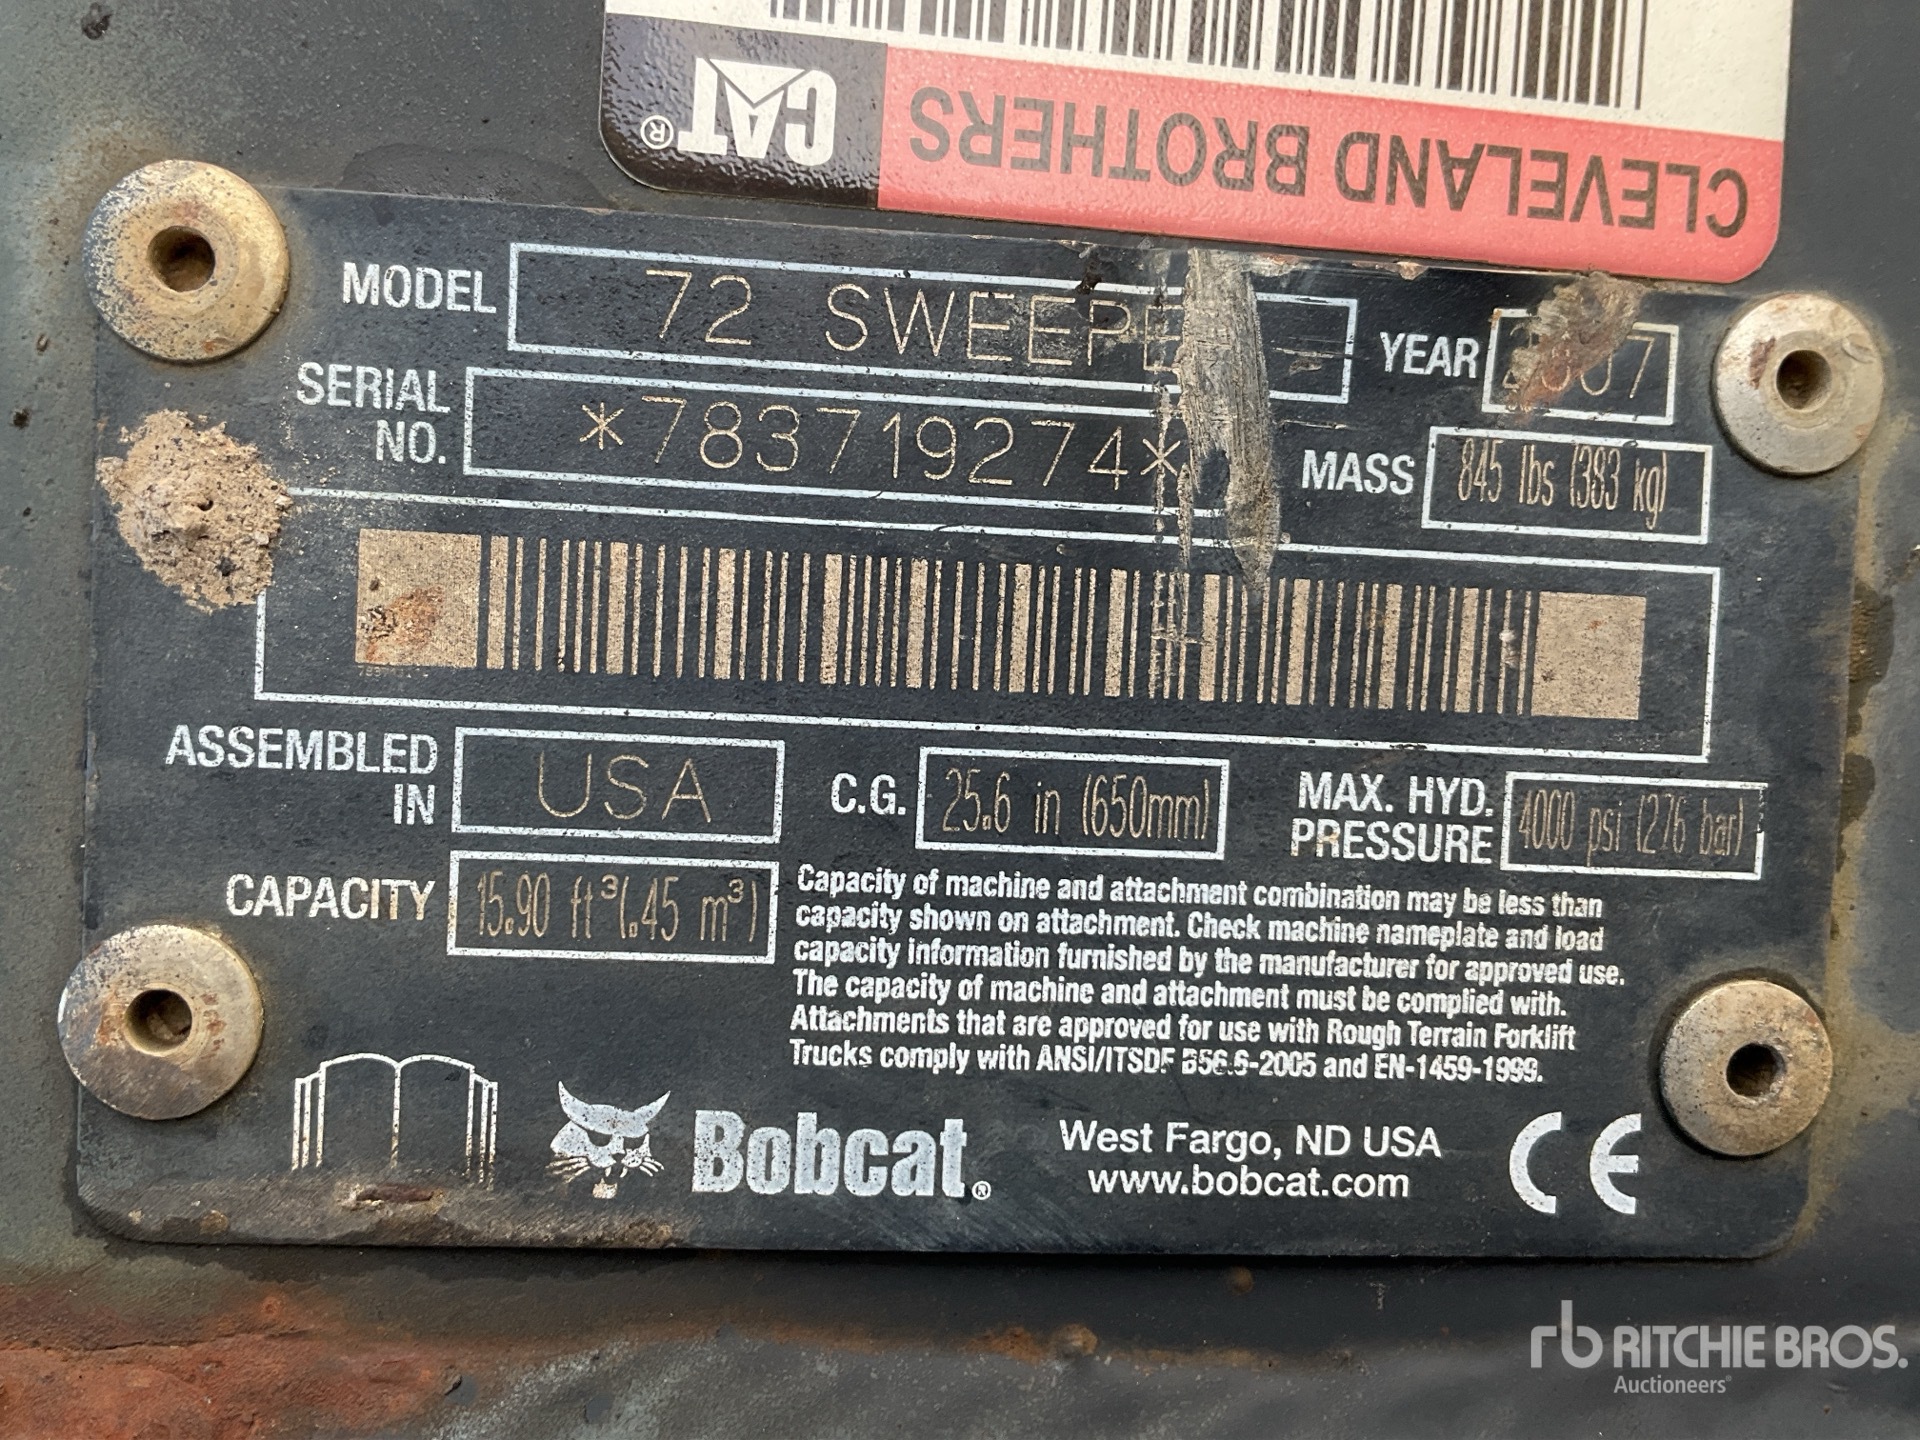 CLEVELAND BROTHERS CAT®
MODEL 72 SWEEPER
YEAR 2007
SERIAL NO. *783719274*
MASS 845 lbs (383 kg)
ASSEMBLED IN USA
C.G. 25.6 in (650mm)
MAX. HYD. PRESSURE 4000 psi (276 bar)
CAPACITY 15.90 ft³(.45 m³)
Capacity of machine and attachment combination may be less than
capacity shown on attachment. Check machine nameplate and load
capacity information furnished by the manufacturer for approved use.
The capacity of machine and attachment must be complied with.
Attachments that are approved for use with Rough Terrain Forklift
Trucks comply with ANSI/ITSDF B56.6-2005 and EN-1459-1999.
Bobcat®
West Fargo, ND USA
www.bobcat.com
CE
rb RITCHIE BROS.
Auctioneers